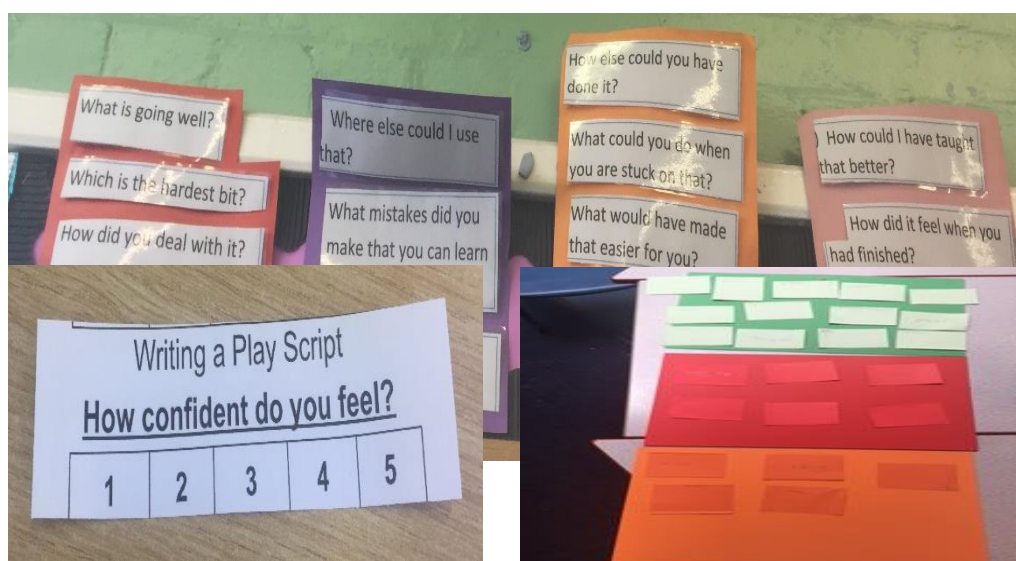 What is going well?
Which is the hardest bit?
How did you deal with it?
Where else could I use
that?
What mistakes did you
make that you can learn
How else could you have
done it?
What could you do when
you are stuck on that?
What would have made
that easier for you?
) How could I have taught
that better?
How did it feel when you
had finished?
Writing a Play Script
How confident do you feel?
1 2 3 4 5